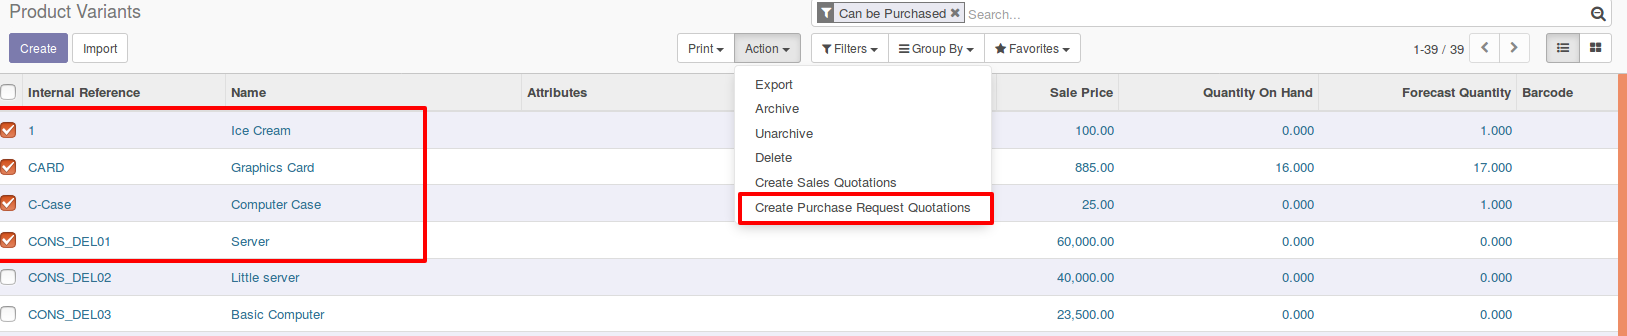 Product Variants
Can be Purchased ✖ Search...
Create Import Print Action Filters Group By Favorites 1-39 / 39
Internal Reference Name Attributes Sale Price Quantity On Hand Forecast Quantity Barcode
Export
Archive
Unarchive
Delete
Create Sales Quotations
Create Purchase Request Quotations
1 Ice Cream 100.00 0.000 1.000
CARD Graphics Card 885.00 16.000 17.000
C-Case Computer Case 25.00 0.000 1.000
CONS_DEL01 Server 60,000.00 0.000 0.000
CONS_DEL02 Little server 40,000.00 0.000 0.000
CONS_DEL03 Basic Computer 23,500.00 0.000 0.000